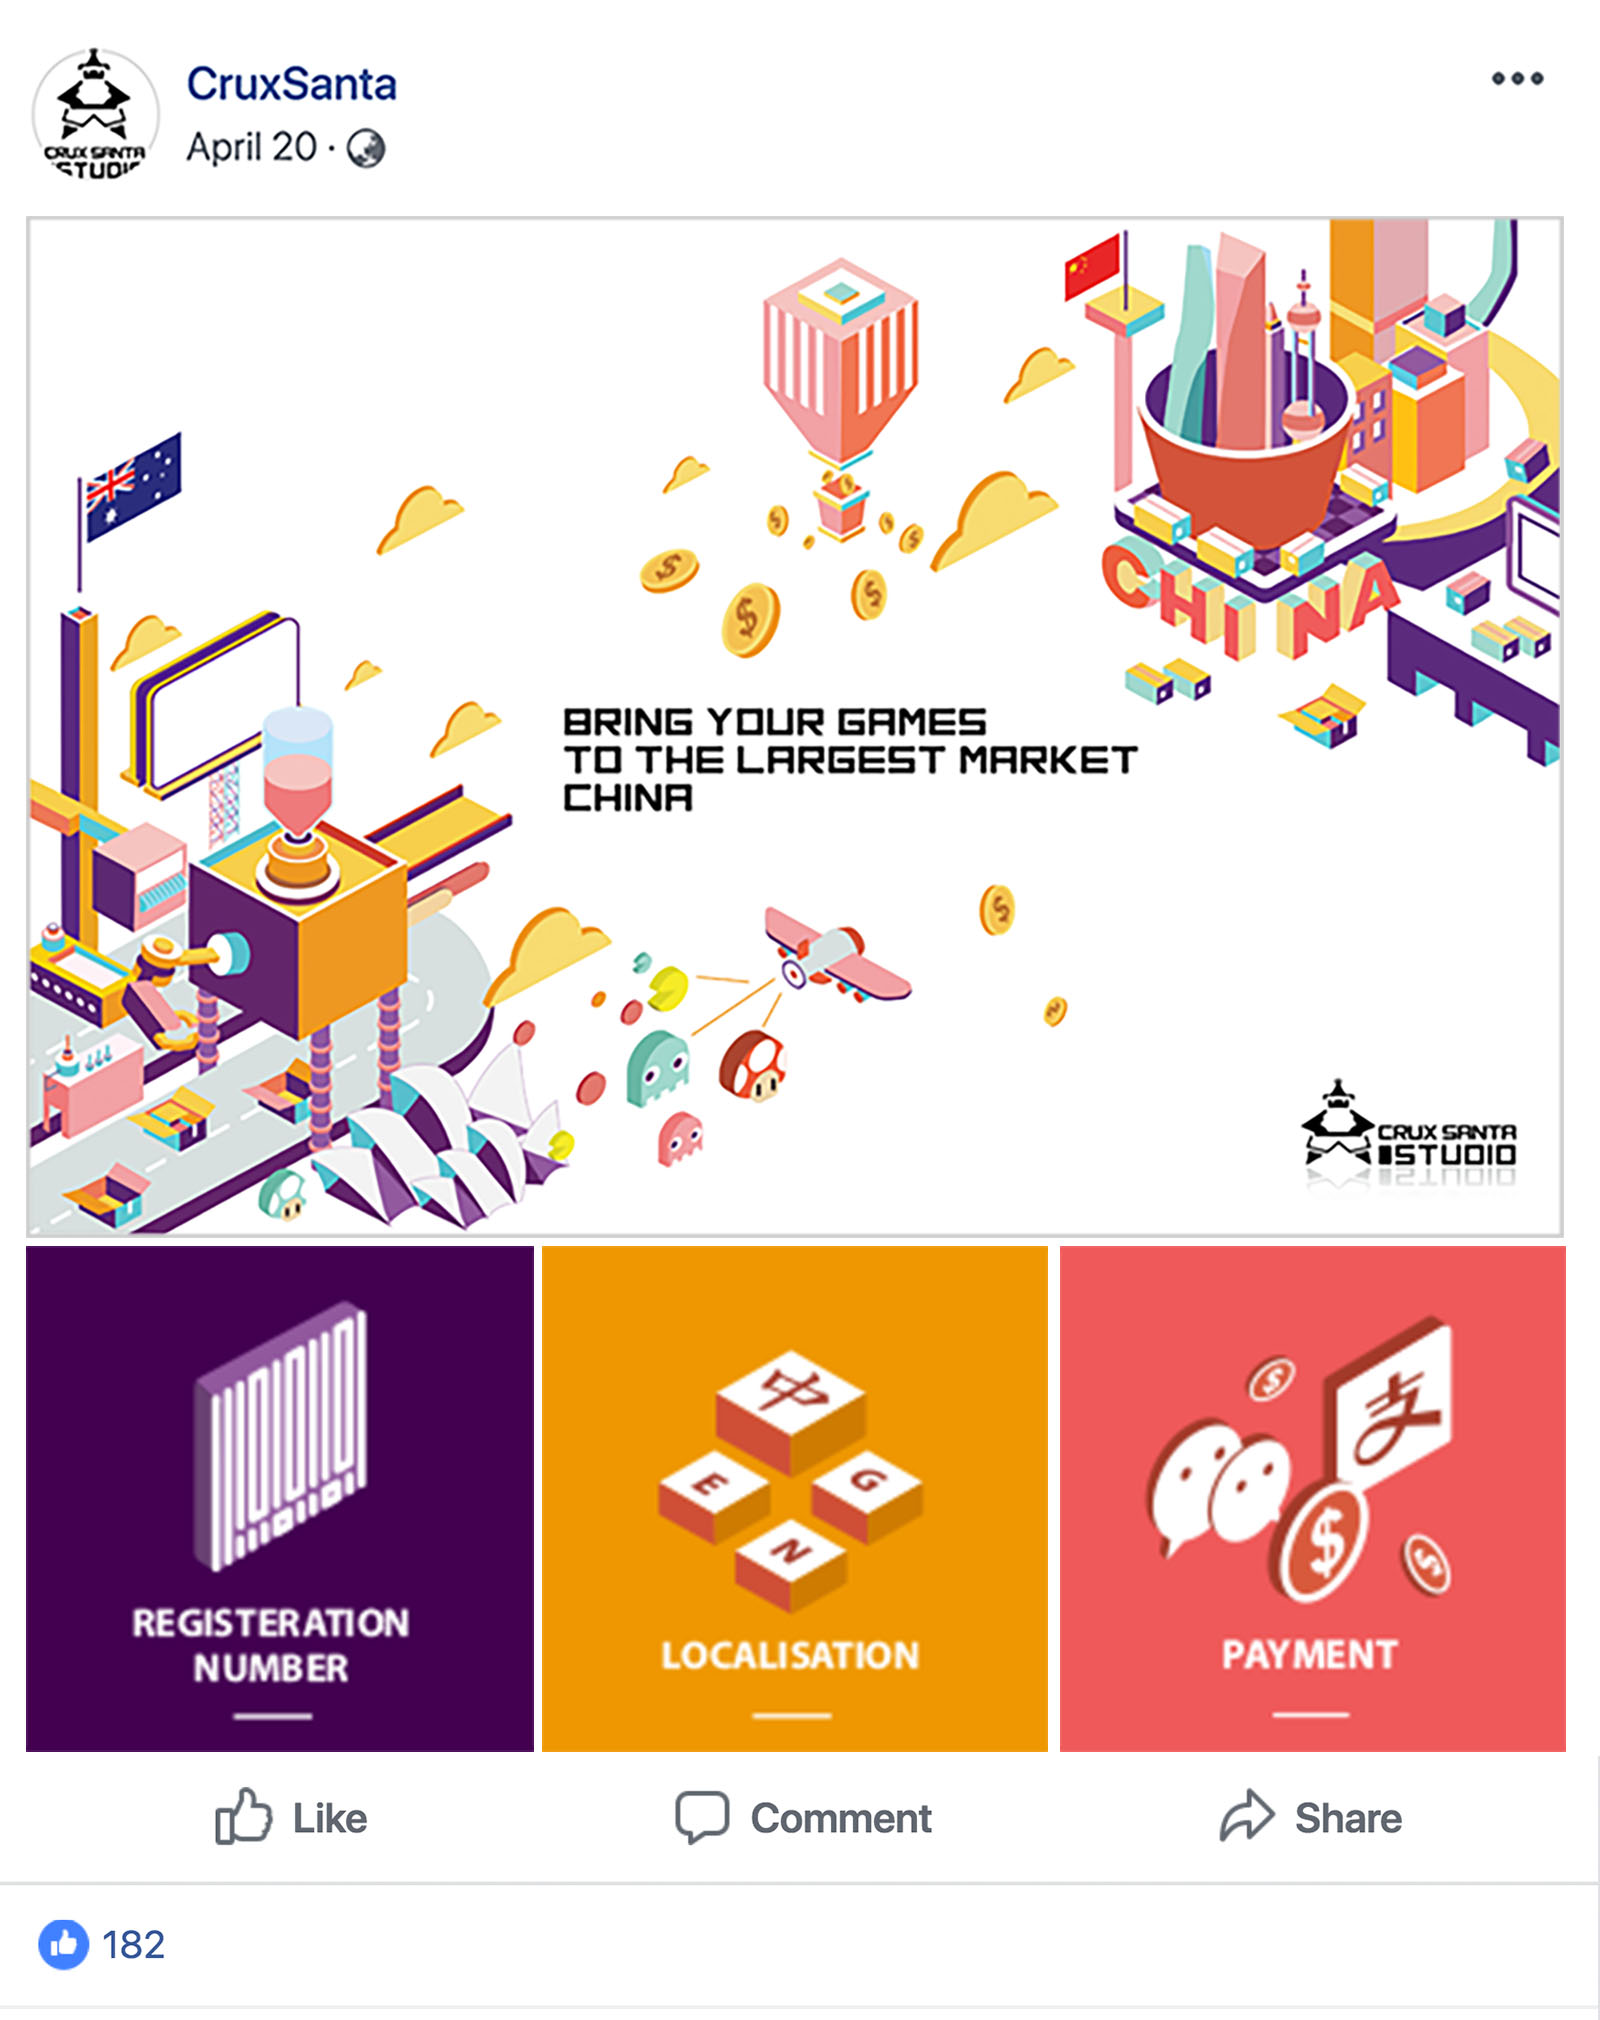 CruxSanta
April 20 ·
CRUX SANTA
STUDIO
CHINA
BRING YOUR GAMES
TO THE LARGEST MARKET
CHINA
CRUX SANTA
STUDIO
REGISTERATION
NUMBER
中
E
G
N
LOCALISATION
支
$
PAYMENT
Like
Comment
Share
182